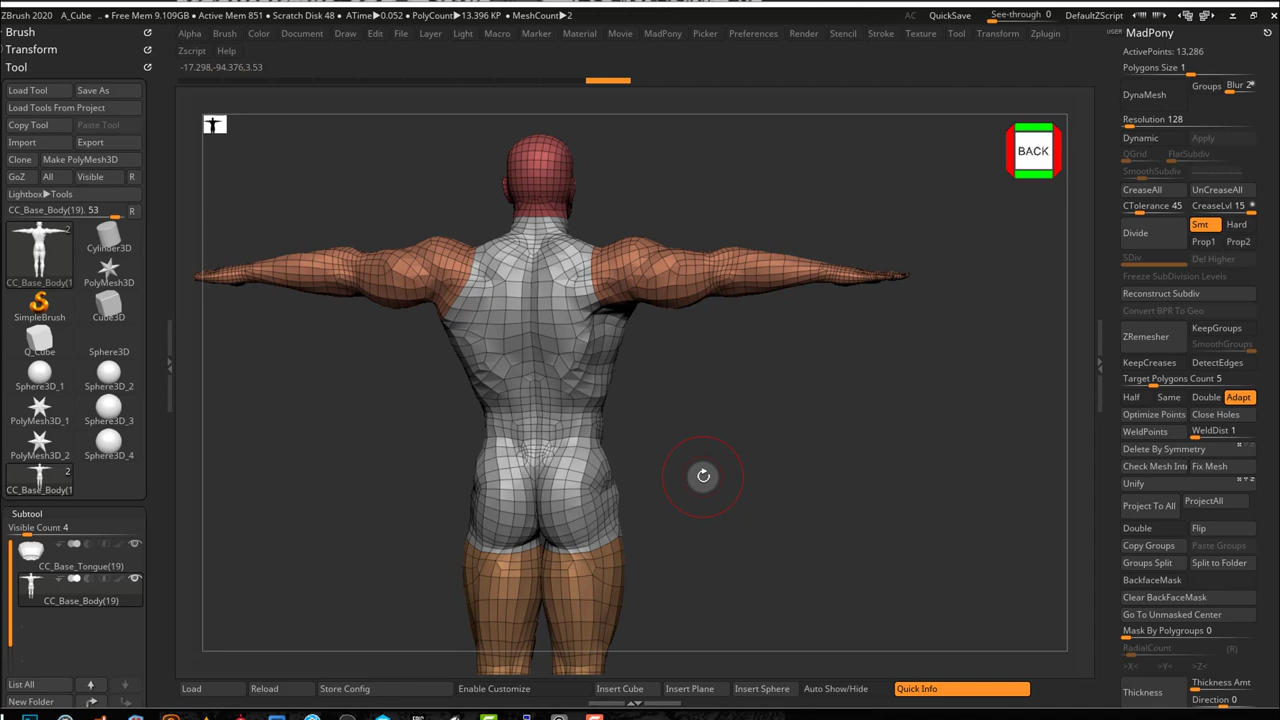 ZBrush 2020 A_Cube .. • Free Mem 9.109GB • Active Mem 851 • Scratch Disk 48 • ATime▶0.052 • PolyCount▶13.396 KP • MeshCount▶2
AC QuickSave See-through 0 DefaultZScript
Brush
Transform
Tool
Load Tool Save As
Load Tools From Project
Copy Tool Paste Tool
Import Export
Clone Make PolyMesh3D
GoZ All Visible R
Lightbox▶Tools
CC_Base_Body(19). 53 R
2
Cylinder3D
CC_Base_Body(1 PolyMesh3D
SimpleBrush Cube3D
Q_Cube Sphere3D
Sphere3D_1 Sphere3D_2
PolyMesh3D_1 Sphere3D_3
PolyMesh3D_2 Sphere3D_4
2
CC_Base_Body(1
Subtool
Visible Count 4
CC_Base_Tongue(19)
CC_Base_Body(19)
List All
New Folder
Alpha Brush Color Document Draw Edit File Layer Light Macro Marker Material Movie MadPony Picker Preferences Render Stencil Stroke Texture Tool Transform Zplugin
Zscript Help
-17.298,-94.376,3.53
BACK
Load Reload Store Config Enable Customize Insert Cube Insert Plane Insert Sphere Auto Show/Hide Quick Info
USER MadPony
ActivePoints: 13,286
Polygons Size 1
DynaMesh Groups Blur 2
Resolution 128
Dynamic Apply
QGrid FlatSubdiv
SmoothSubdiv
CreaseAll UnCreaseAll
CTolerance 45 CreaseLvl 15
Divide Smt Hard
Prop1 Prop2
SDiv Del Higher
Freeze SubDivision Levels
Reconstruct Subdiv
Convert BPR To Geo
ZRemesher KeepGroups
SmoothGroups
KeepCreases DetectEdges
Target Polygons Count 5
Half Same Double Adapt
Optimize Points Close Holes
WeldPoints WeldDist 1
Delete By Symmetry
Check Mesh Int Fix Mesh
Unify
Project To All ProjectAll
Double Flip
Copy Groups Paste Groups
Groups Split Split to Folder
BackfaceMask
Clear BackFaceMask
Go To Unmasked Center
Mask By Polygroups 0
RadialCount (R)
>X< >Y< >Z<
Thickness Thickness Amt
Direction 0